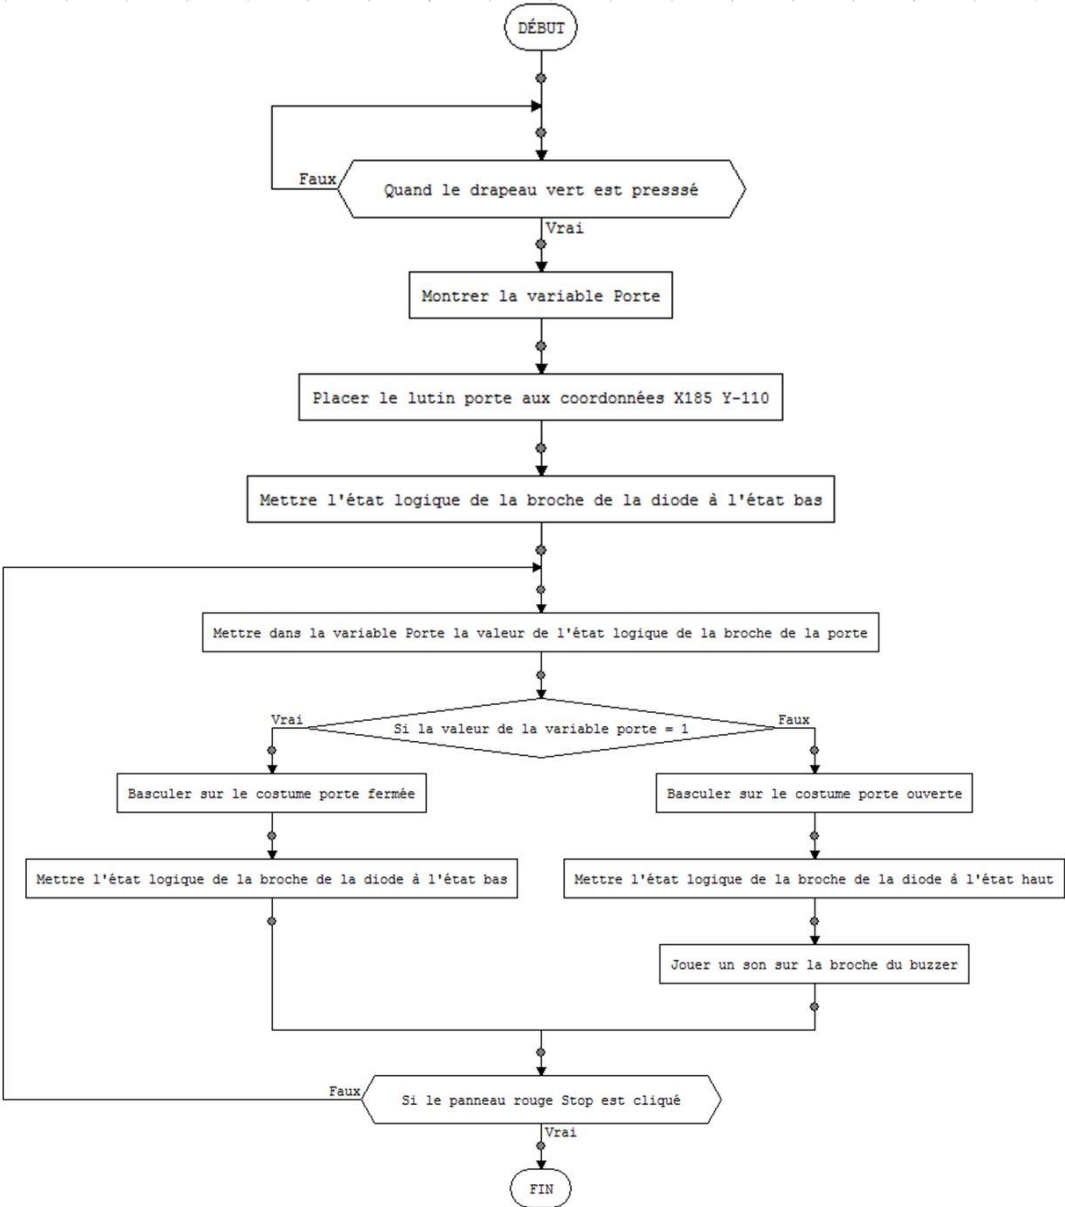 DÉBUT
Faux
Quand le drapeau vert est presssé
Vrai
Montrer la variable Porte
Placer le lutin porte aux coordonnées X185 Y-110
Mettre l'état logique de la broche de la diode à l'état bas
Mettre dans la variable Porte la valeur de l'état logique de la broche de la porte
Vrai
Si la valeur de la variable porte = 1
Faux
Basculer sur le costume porte fermée
Basculer sur le costume porte ouverte
Mettre l'état logique de la broche de la diode à l'état bas
Mettre l'état logique de la broche de la diode à l'état haut
Jouer un son sur la broche du buzzer
Faux
Si le panneau rouge Stop est cliqué
Vrai
FIN